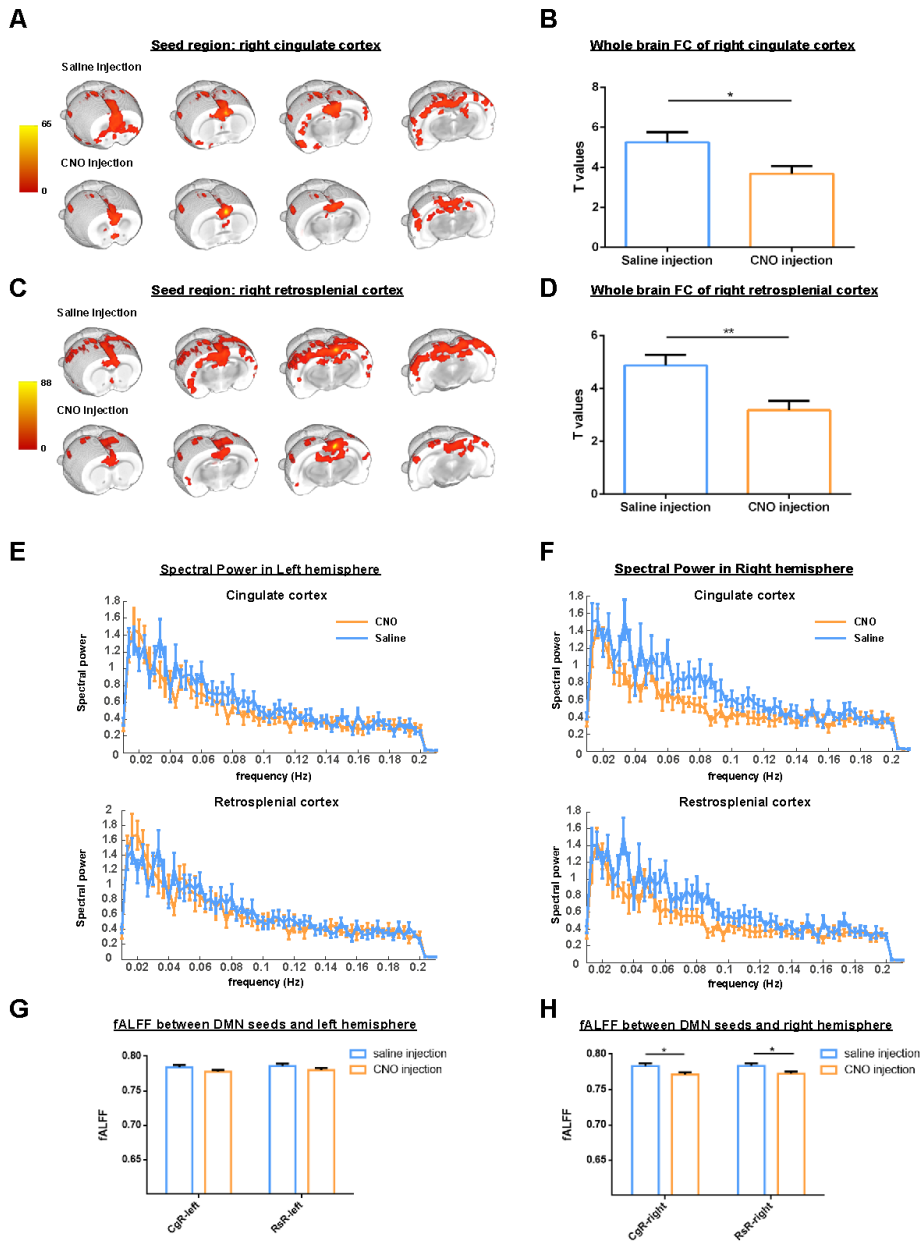 A
Seed region: right cingulate cortex
Saline Injection
65
0
CNO Injection
B
Whole brain FC of right cingulate cortex
*
T values
8
6
4
2
0
Saline injection
CNO injection
C
Seed region: right retrosplenial cortex
Saline Injection
88
0
CNO Injection
D
Whole brain FC of right retrosplenial cortex
**
T values
6
4
2
0
Saline injection
CNO injection
E
Spectral Power in Left hemisphere
Cingulate cortex
CNO
Saline
Spectral power
1.8
1.6
1.4
1.2
1
0.8
0.6
0.4
0.2
0
0.02 0.04 0.06 0.08 0.1 0.12 0.14 0.16 0.18 0.2
frequency (Hz)
Retrosplenial cortex
Spectral power
2
1.8
1.6
1.4
1.2
1
0.8
0.6
0.4
0.2
0
0.02 0.04 0.06 0.08 0.1 0.12 0.14 0.16 0.18 0.2
frequency (Hz)
F
Spectral Power in Right hemisphere
Cingulate cortex
CNO
Saline
Spectral power
1.8
1.6
1.4
1.2
1
0.8
0.6
0.4
0.2
0
0.02 0.04 0.06 0.08 0.1 0.12 0.14 0.16 0.18 0.2
frequency (Hz)
Restrosplenial cortex
Spectral power
1.8
1.6
1.4
1.2
1
0.8
0.6
0.4
0.2
0
0.02 0.04 0.06 0.08 0.1 0.12 0.14 0.16 0.18 0.2
frequency (Hz)
G
fALFF between DMN seeds and left hemisphere
saline injection
CNO injection
fALFF
0.80
0.75
0.70
0.65
CgR-left
RsR-left
H
fALFF between DMN seeds and right hemisphere
*
*
saline injection
CNO injection
fALFF
0.80
0.75
0.70
0.65
CgR-right
RsR-right